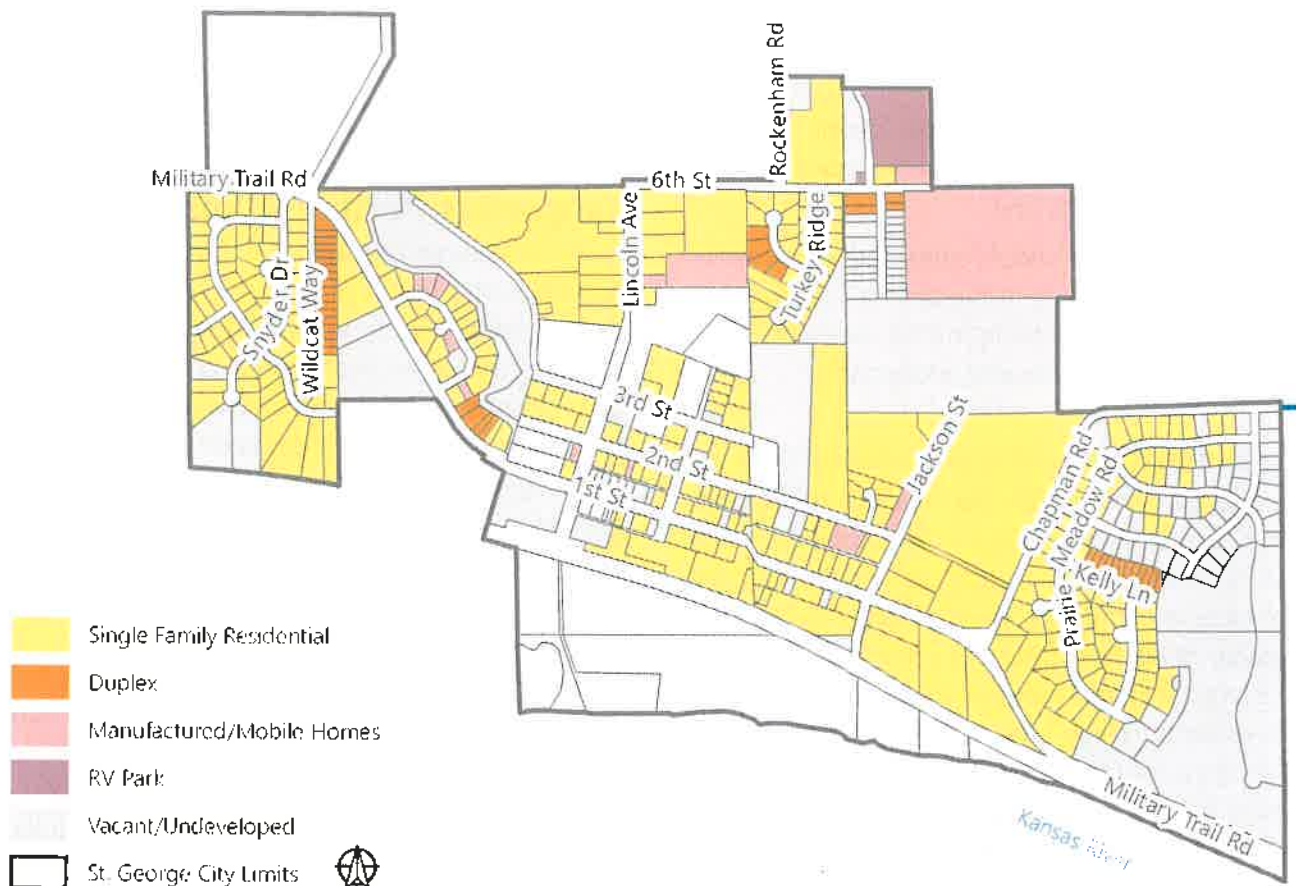 Rockenham Rd
Military Trail Rd
6th St
Lincoln Ave
Turkey Ridge
Snyder Dr
Wildcat Way
3rd St
2nd St
1st St
Jackson St
Chapman Rd
Prairie Meadow Rd
Kelly Ln
Single Family Residential
Duplex
Manufactured/Mobile Homes
RV Park
Vacant/Undeveloped
St. George City Limits
Military Trail Rd
Kansas River